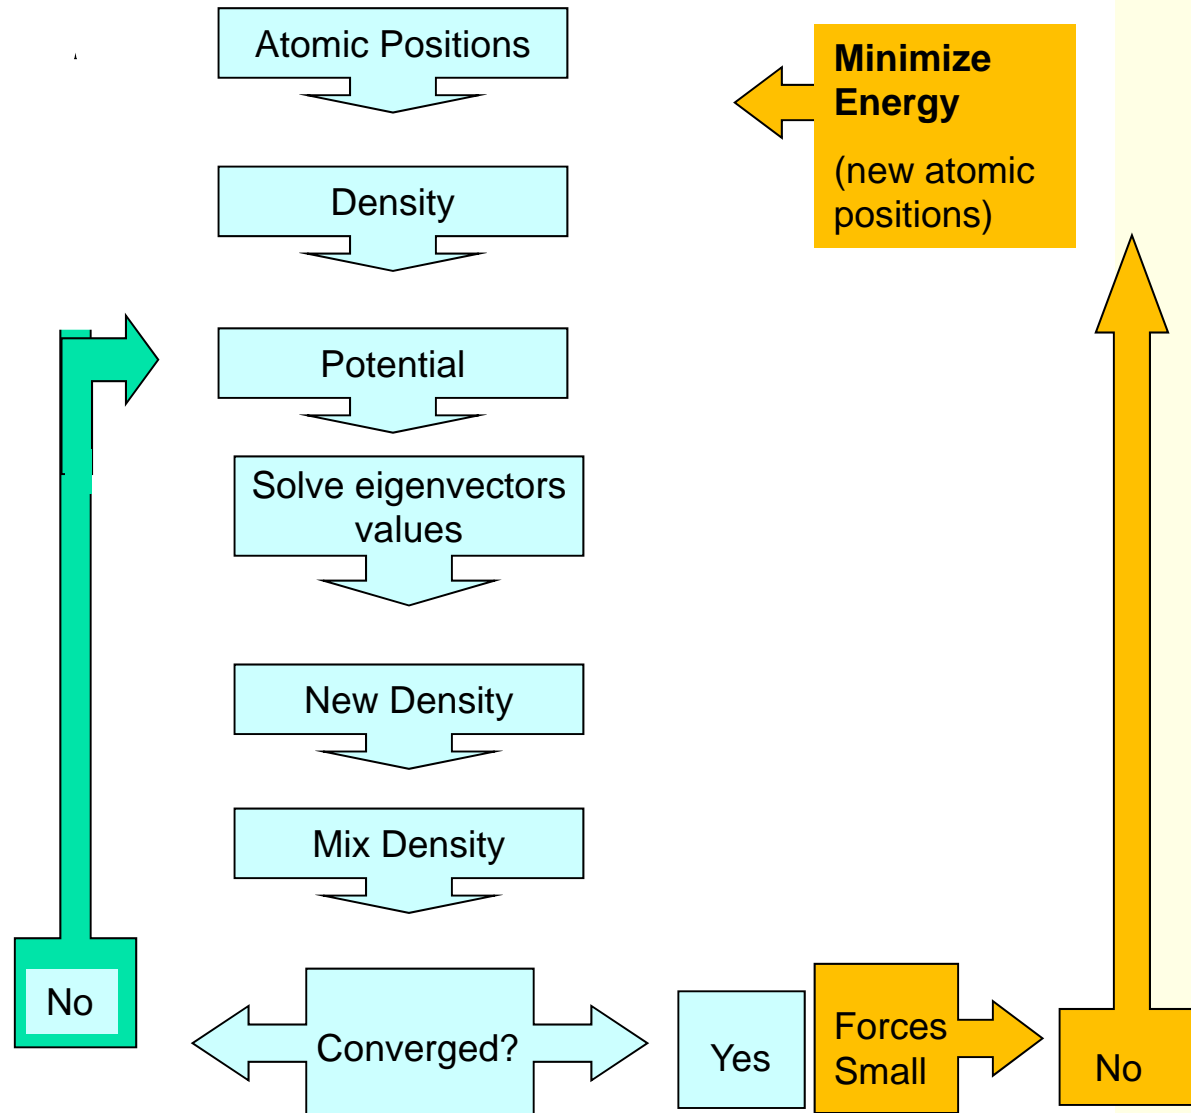 Atomic Positions
Minimize
Energy
(new atomic
positions)
Density
Potential
Solve eigenvectors
values
New Density
Mix Density
No
Converged?
Yes
Forces
Small
No